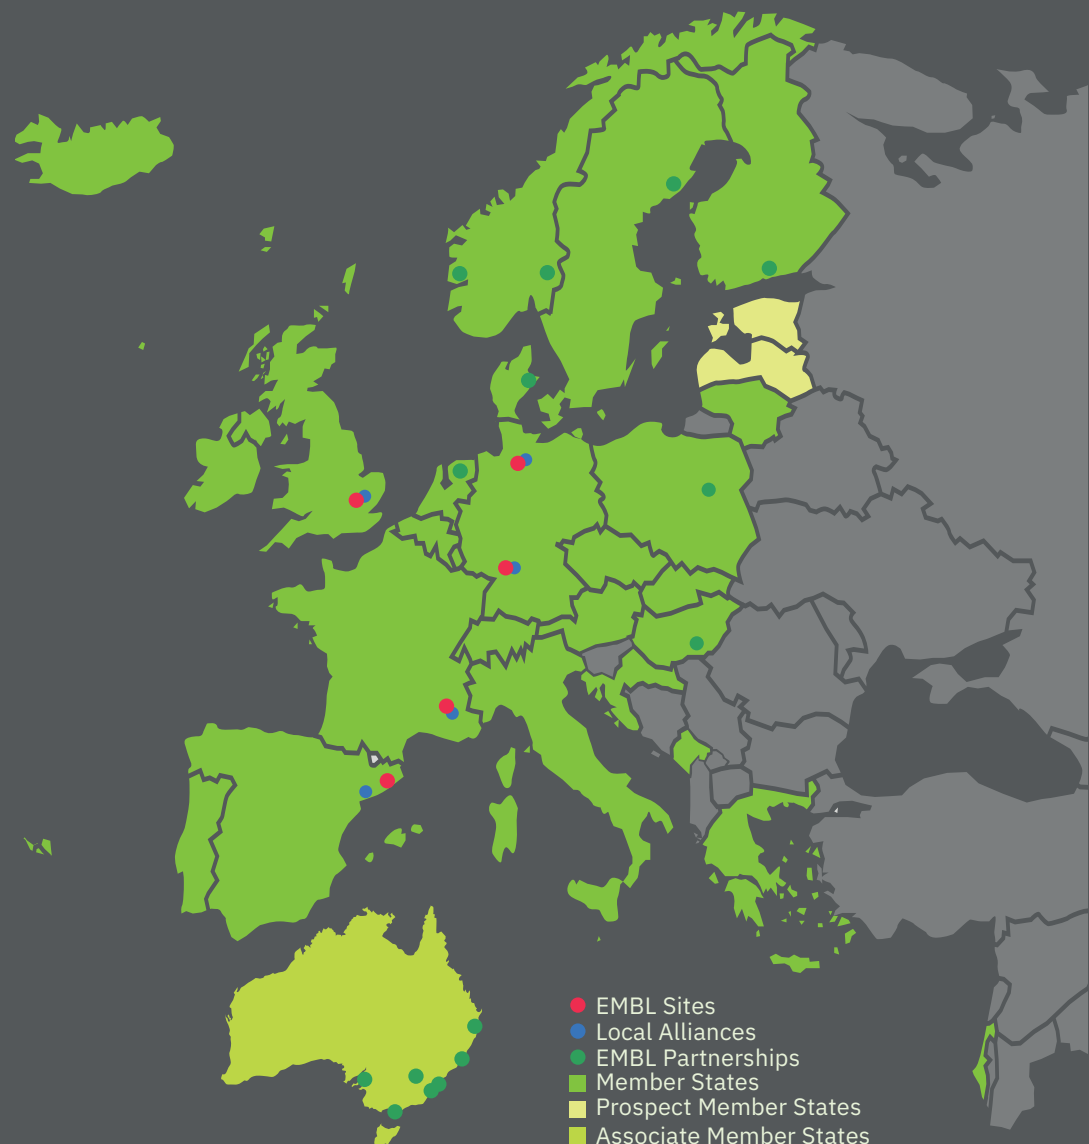 EMBL Sites
Local Alliances
EMBL Partnerships
Member States
Prospect Member States
Associate Member States